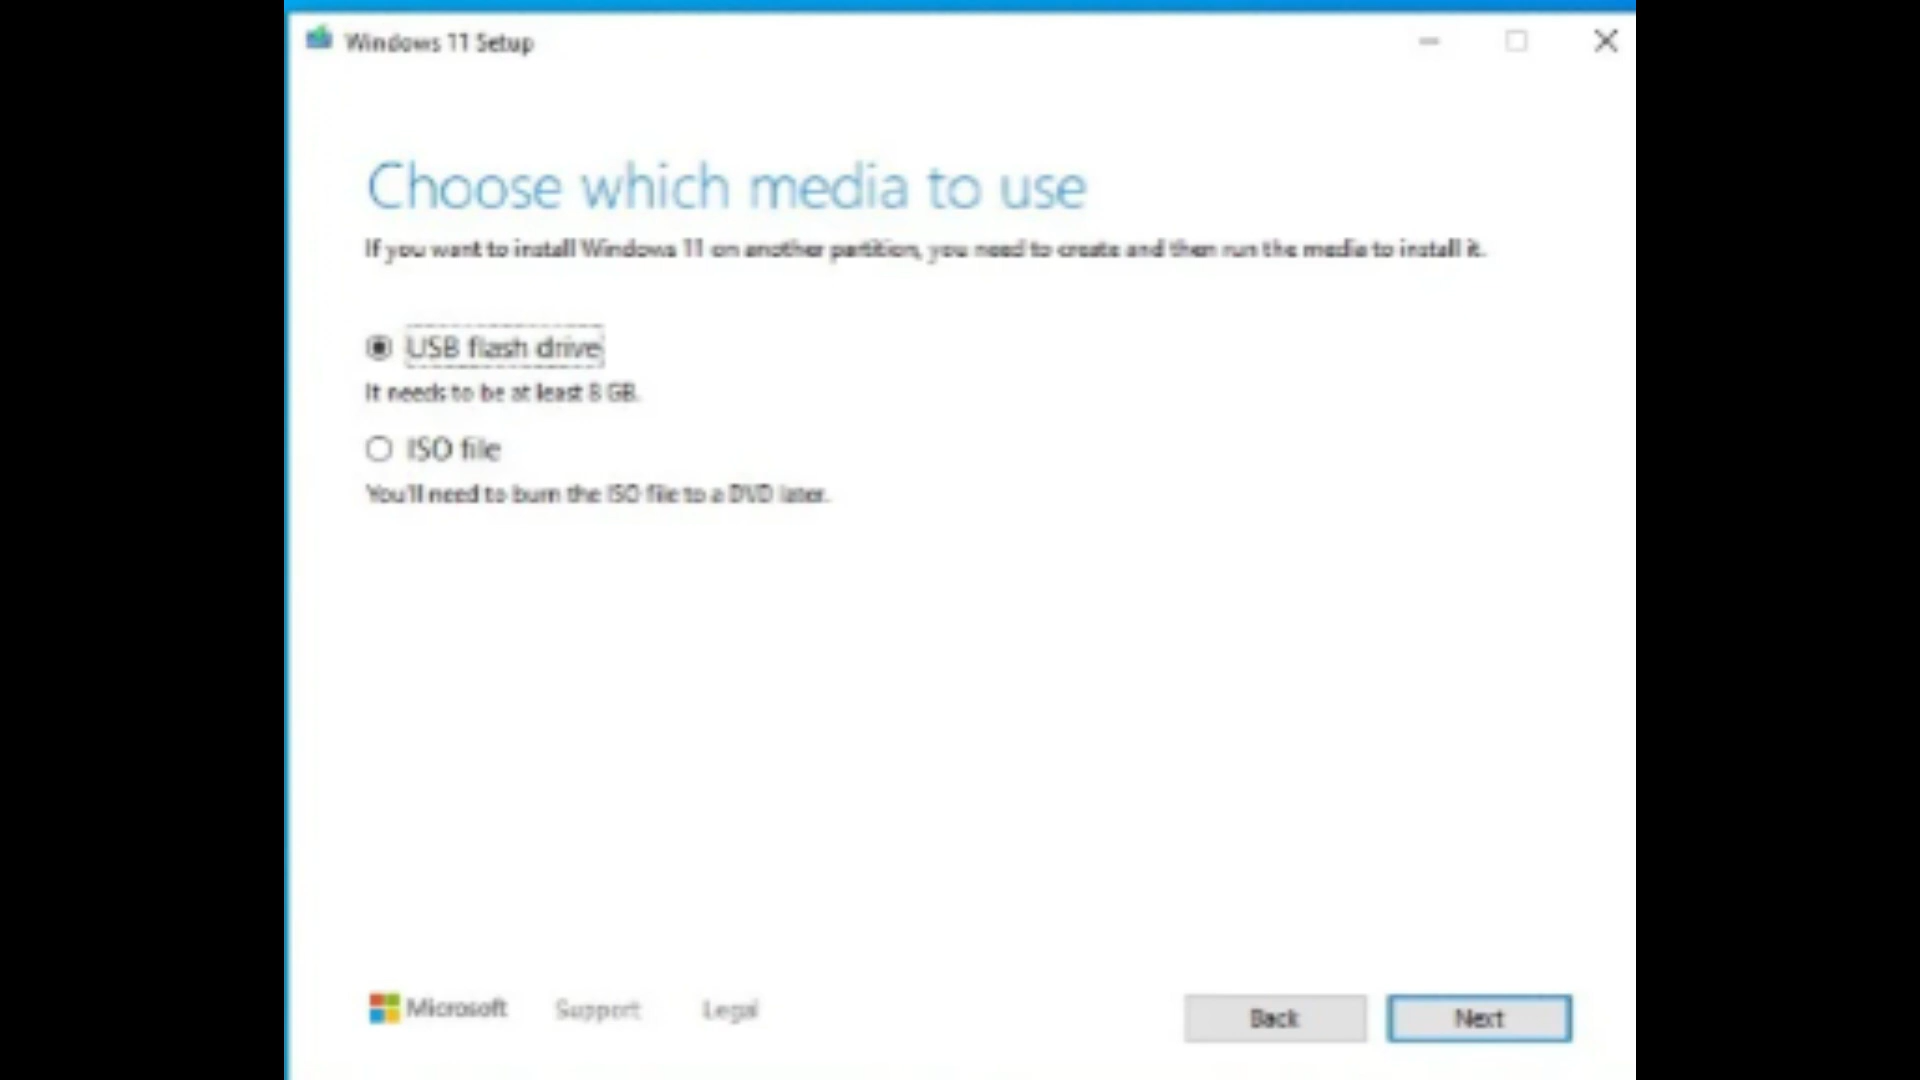 Windows 11 Setup
Choose which media to use
If you want to install Windows 11 on another partition, you need to create and then run the media to install it.
USB flash drive
It needs to be at least 8 GB.
ISO file
You'll need to burn the ISO file to a DVD later.
Microsoft Support Legal Back Next